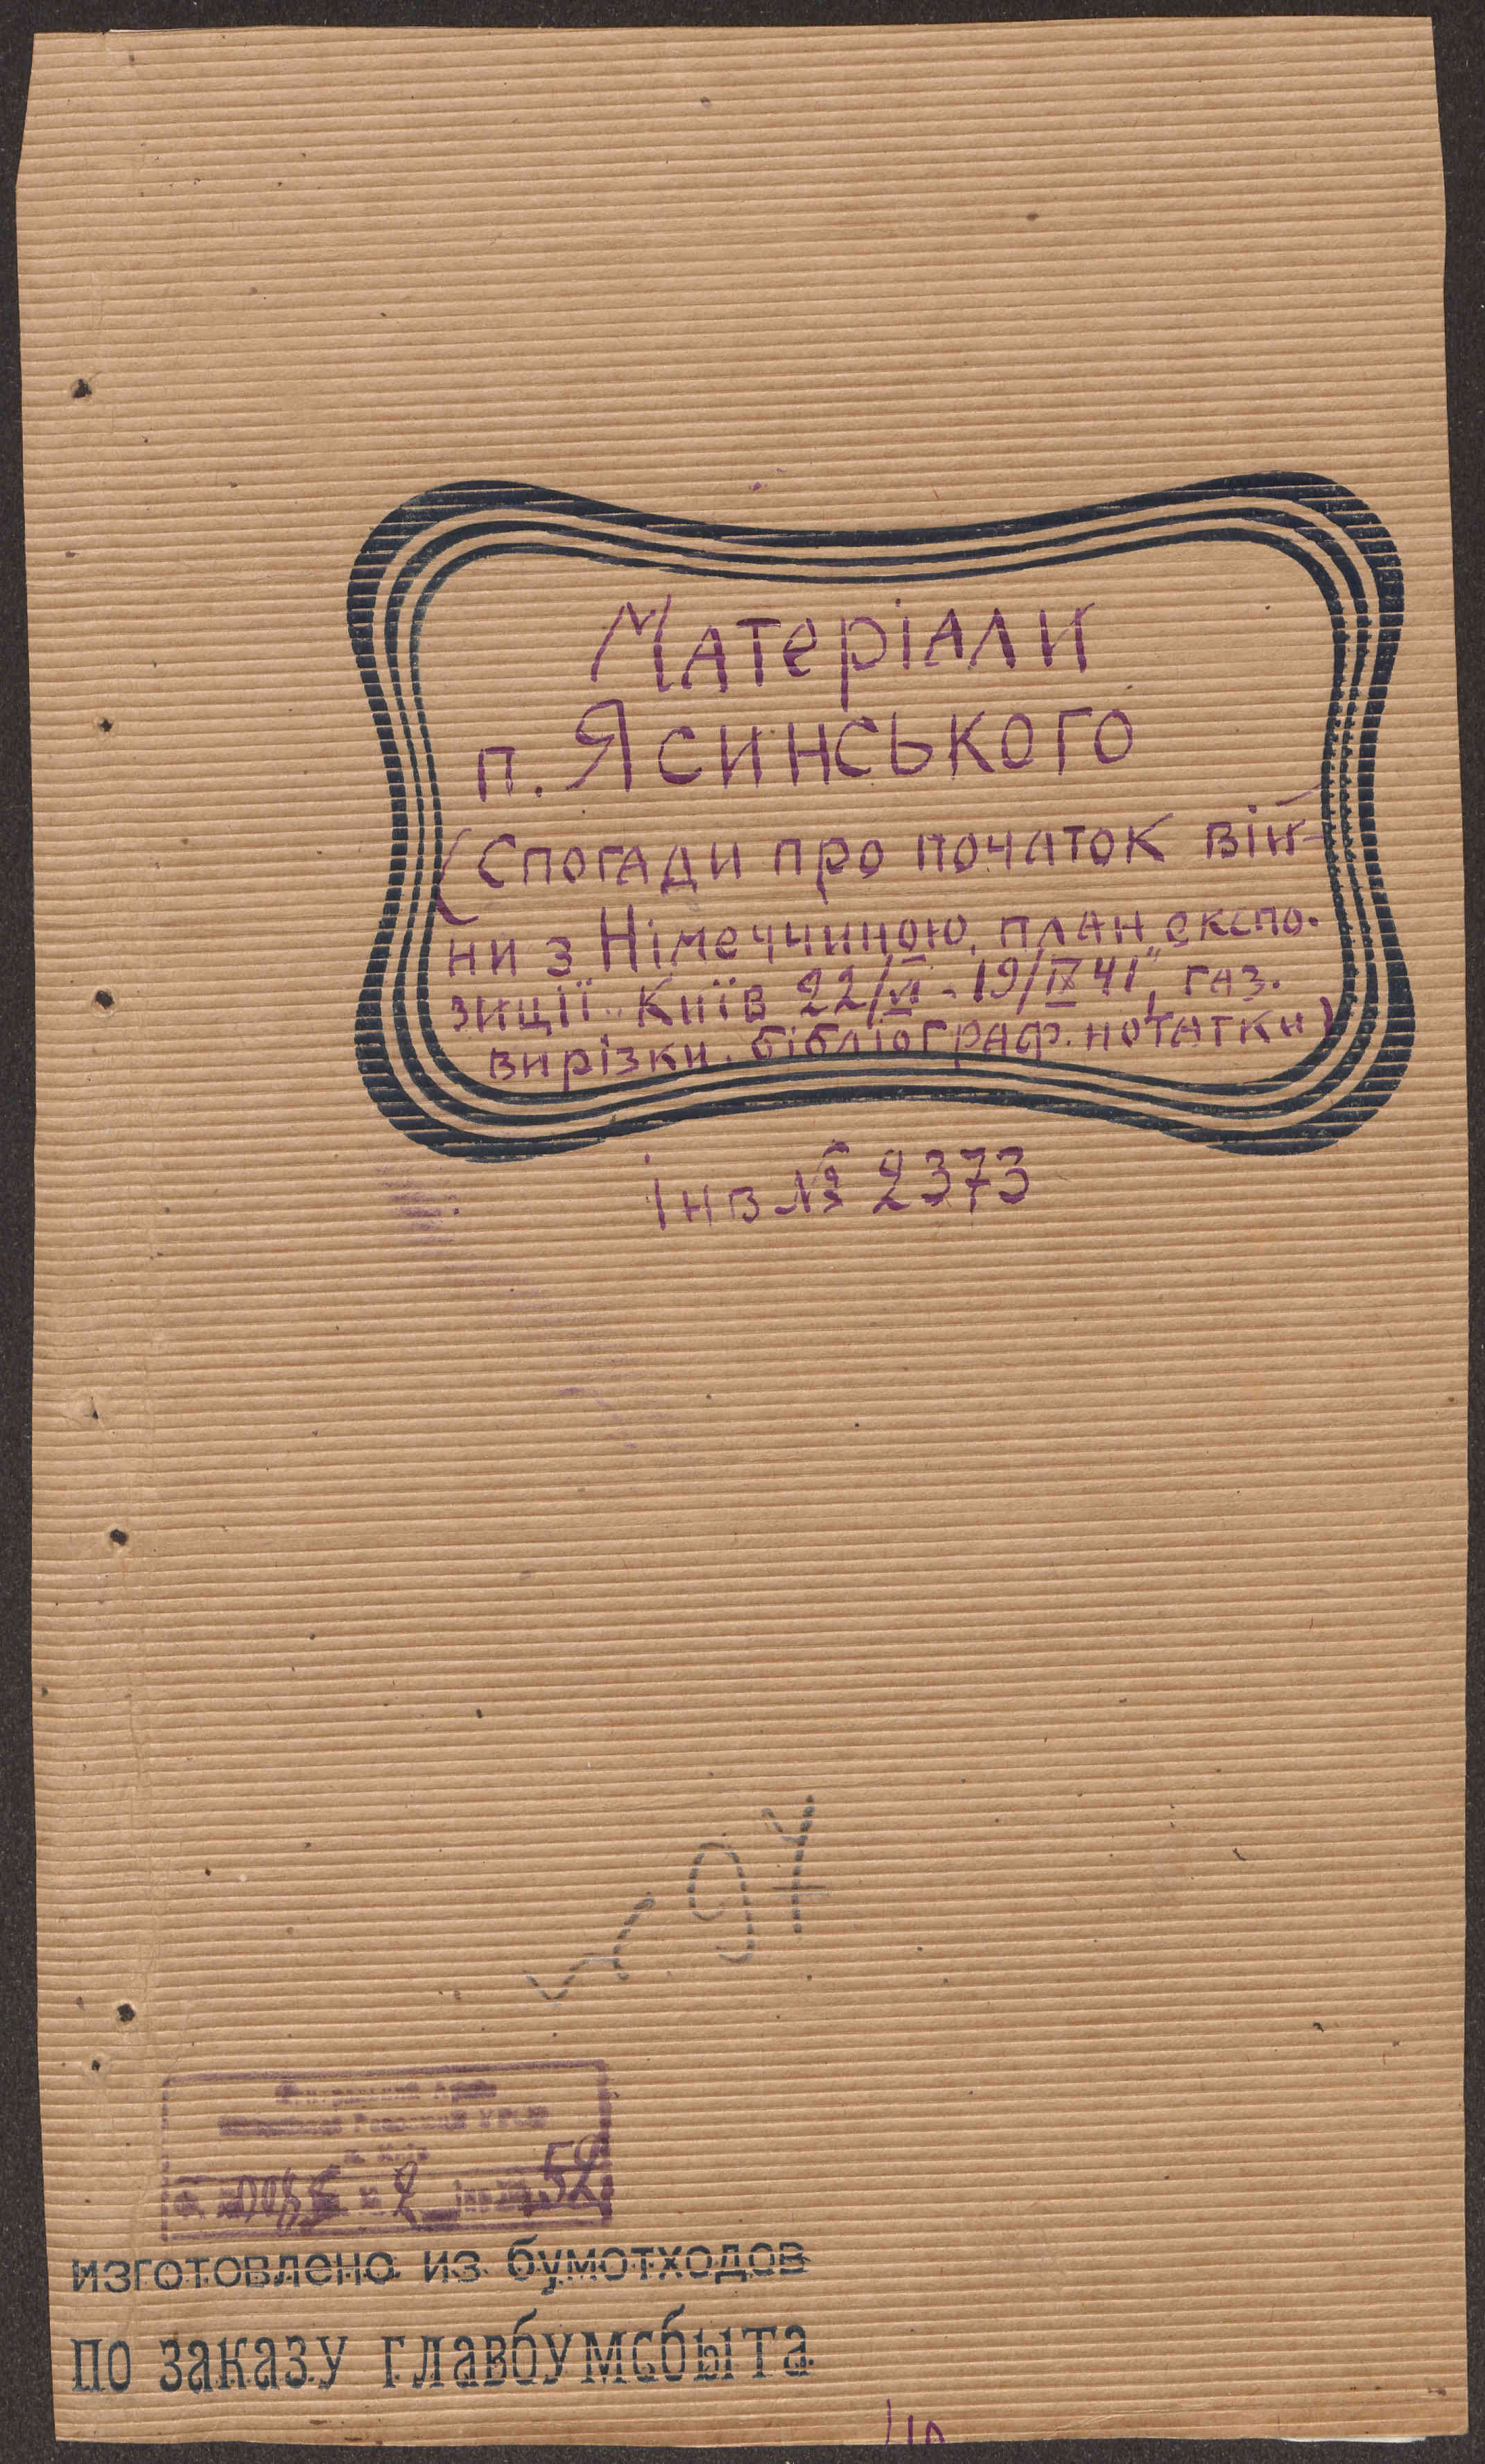 Матеріали
п. Ясинського
(Спогади про початок вій-
ни з Німеччиною, план експо-
зиції „Київ 22/VI - 19/IX 41", газ.
вирізки, бібліограф. нотатки)
Інв № 2373
97
52
изготовлено из бумотходов
по заказу главбумсбыта